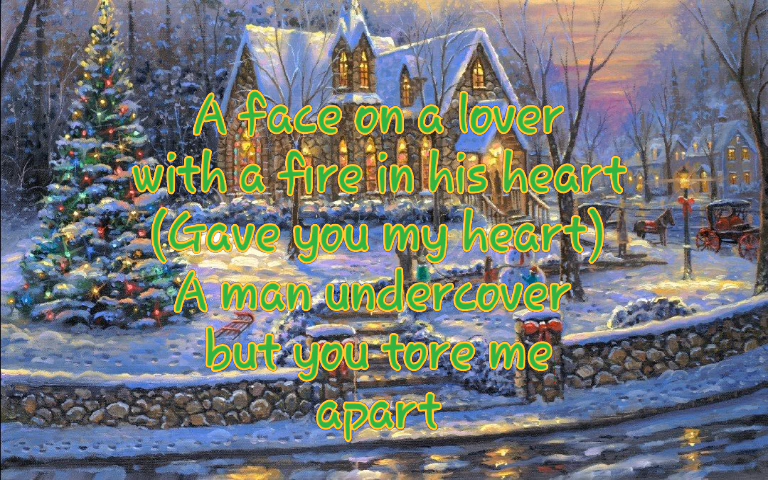 A face on a lover
with a fire in his heart
(Gave you my heart)
A man undercover
but you tore me
apart